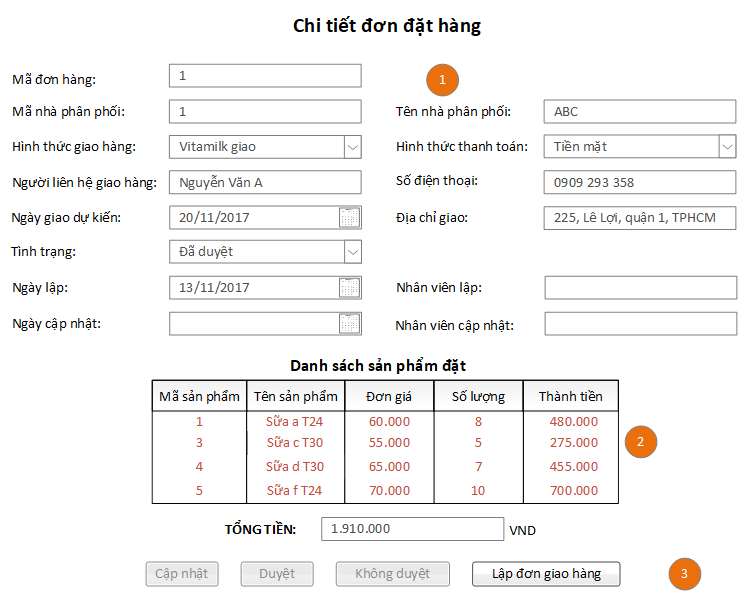 Chi tiết đơn đặt hàng
Mã đơn hàng: 1 1
Mã nhà phân phối: 1 Tên nhà phân phối: ABC
Hình thức giao hàng: Vitamilk giao Hình thức thanh toán: Tiền mặt
Người liên hệ giao hàng: Nguyễn Văn A Số điện thoại: 0909 293 358
Ngày giao dự kiến: 20/11/2017 Địa chỉ giao: 225, Lê Lợi, quận 1, TPHCM
Tình trạng: Đã duyệt
Ngày lập: 13/11/2017 Nhân viên lập:
Ngày cập nhật: Nhân viên cập nhật:
Danh sách sản phẩm đặt
Mã sản phẩm Tên sản phẩm Đơn giá Số lượng Thành tiền
1 Sữa a T24 60.000 8 480.000
3 Sữa c T30 55.000 5 275.000 2
4 Sữa d T30 65.000 7 455.000
5 Sữa f T24 70.000 10 700.000
TỔNG TIỀN: 1.910.000 VND
Cập nhật Duyệt Không duyệt Lập đơn giao hàng 3